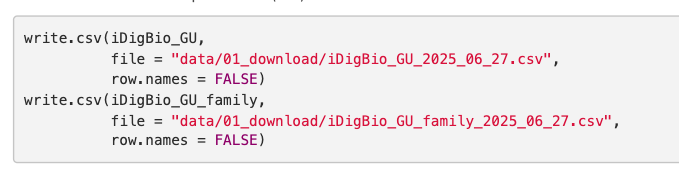 write.csv(iDigBio_GU,
          file = "data/01_download/iDigBio_GU_2025_06_27.csv",
          row.names = FALSE)
write.csv(iDigBio_GU_family,
          file = "data/01_download/iDigBio_GU_family_2025_06_27.csv",
          row.names = FALSE)